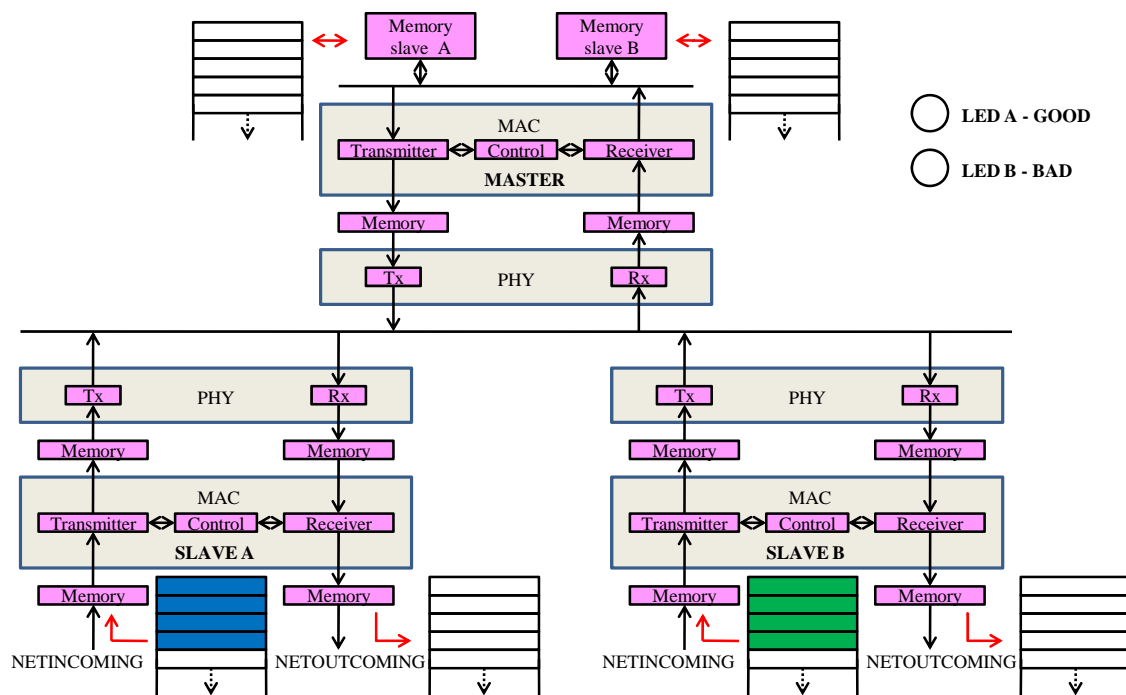 Memory
slave A
Memory
slave B
LED A - GOOD
LED B - BAD
MAC
Transmitter
Control
Receiver
MASTER
Memory
Memory
Tx
PHY
Rx
Tx
PHY
Rx
Tx
PHY
Rx
Memory
Memory
Memory
Memory
MAC
Transmitter
Control
Receiver
SLAVE A
MAC
Transmitter
Control
Receiver
SLAVE B
Memory
Memory
Memory
Memory
NETINCOMING
NETOUTCOMING
NETINCOMING
NETOUTCOMING